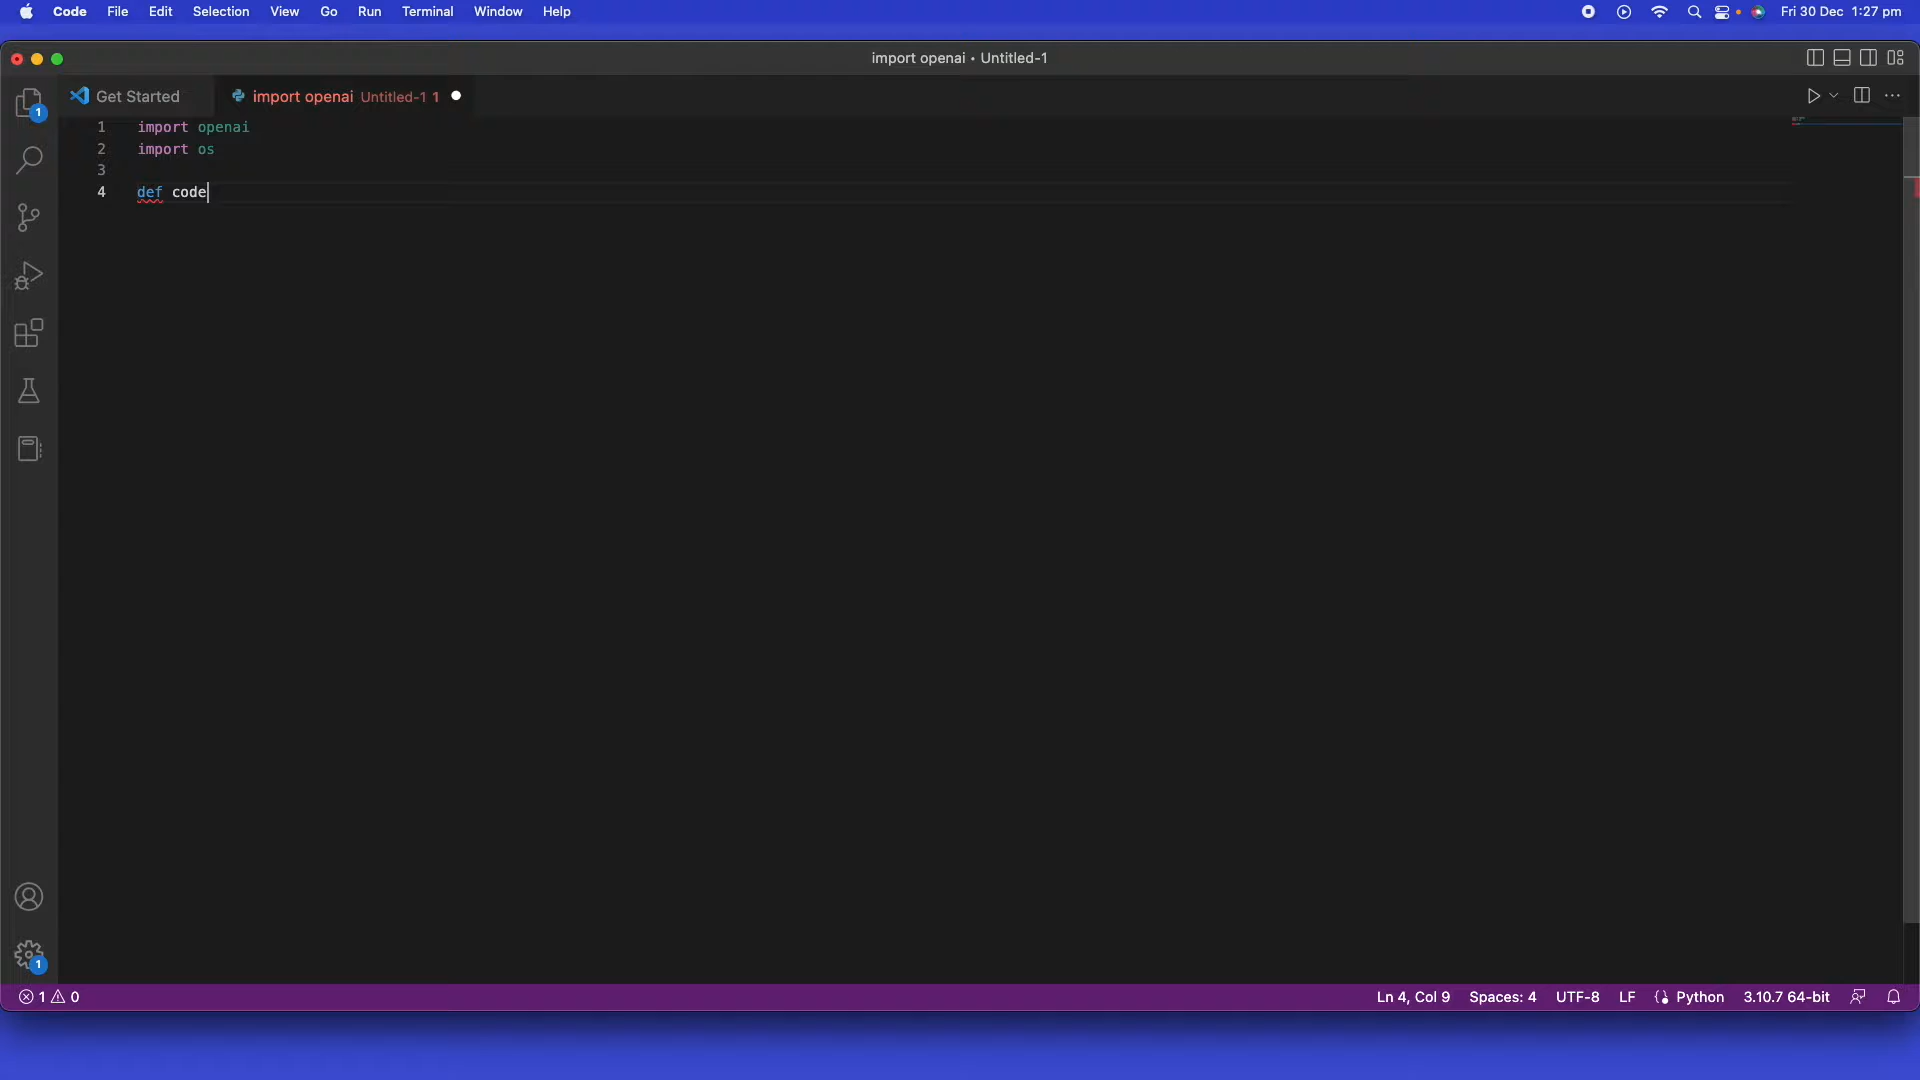 Code File Edit Selection View Go Run Terminal Window Help Fri 30 Dec 1:27 pm
import openai • Untitled-1
Get Started import openai Untitled-1 1
1 import openai
1
2 import os
3
4 def code
1
1 0 Ln 4, Col 9 Spaces: 4 UTF-8 LF Python 3.10.7 64-bit